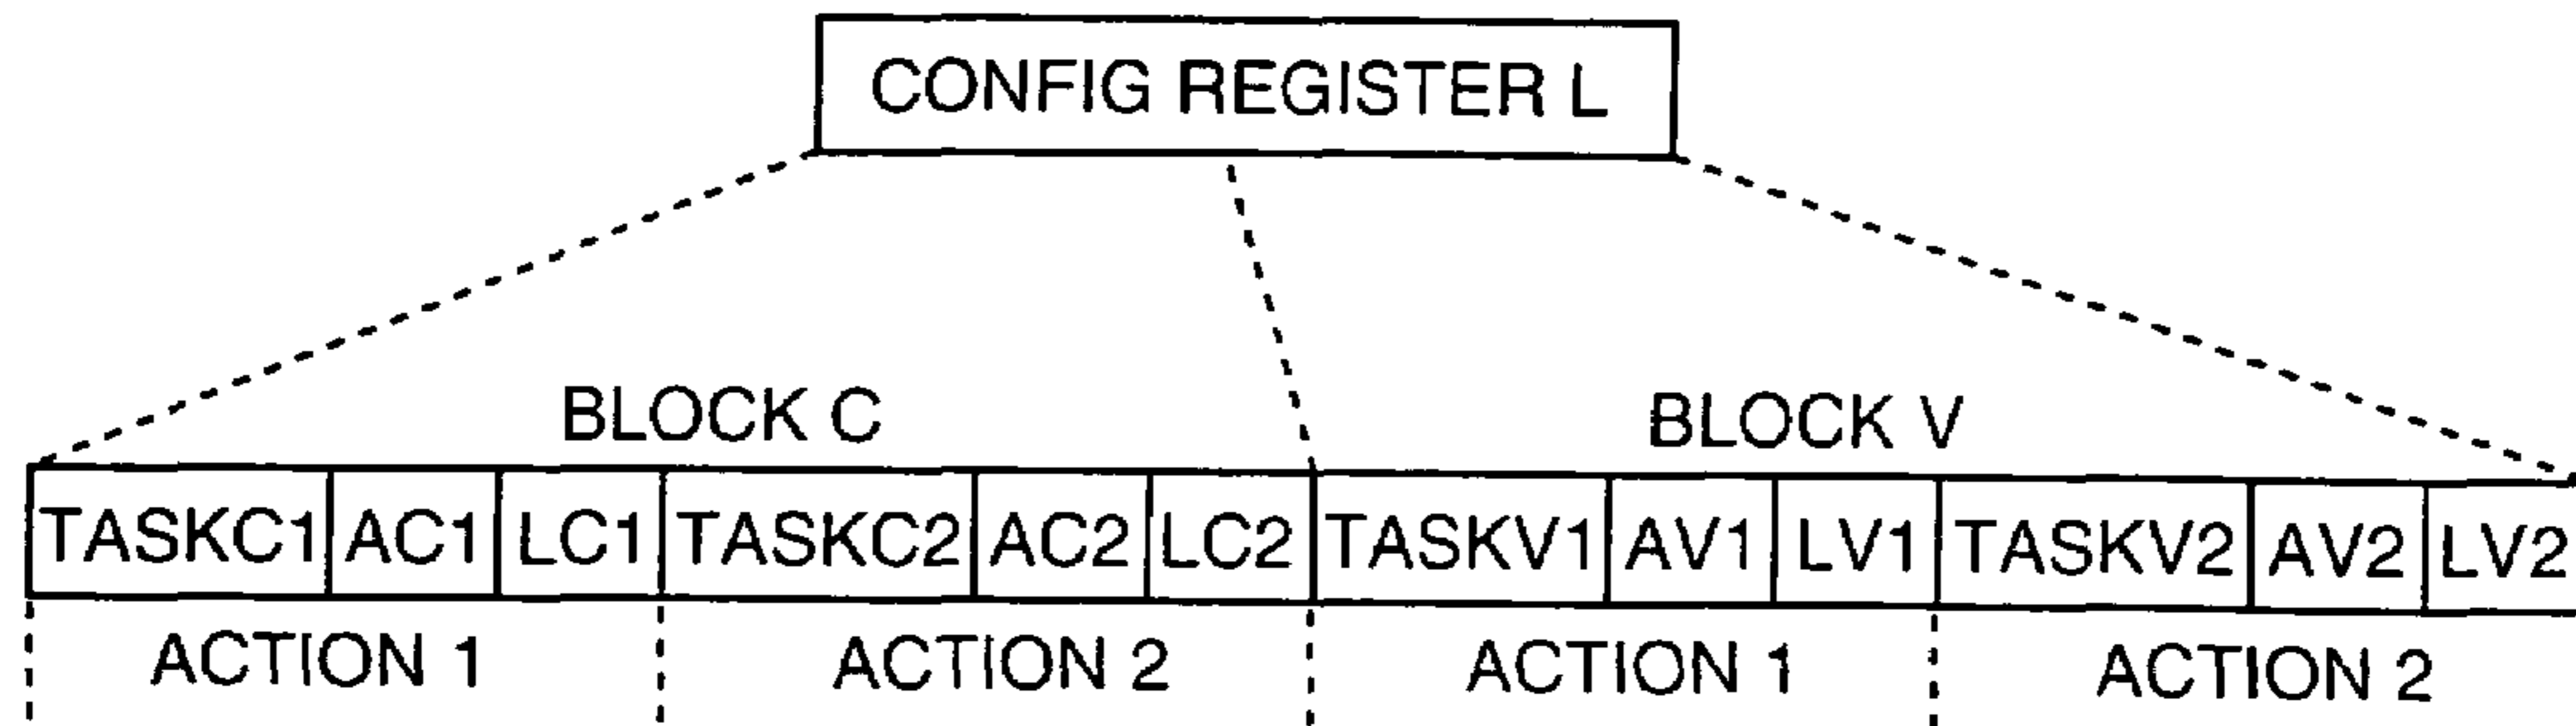 CONFIG REGISTER L
BLOCK C BLOCK V
TASKC1 AC1 LC1 TASKC2 AC2 LC2 TASKV1 AV1 LV1 TASKV2 AV2 LV2
ACTION 1 ACTION 2 ACTION 1 ACTION 2